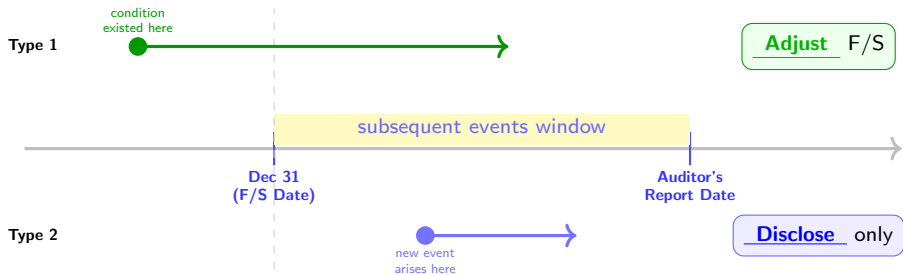 condition
existed here
Type 1
Adjust F/S
subsequent events window
Dec 31
(F/S Date)
Auditor's
Report Date
Type 2
Disclose only
new event
arises here